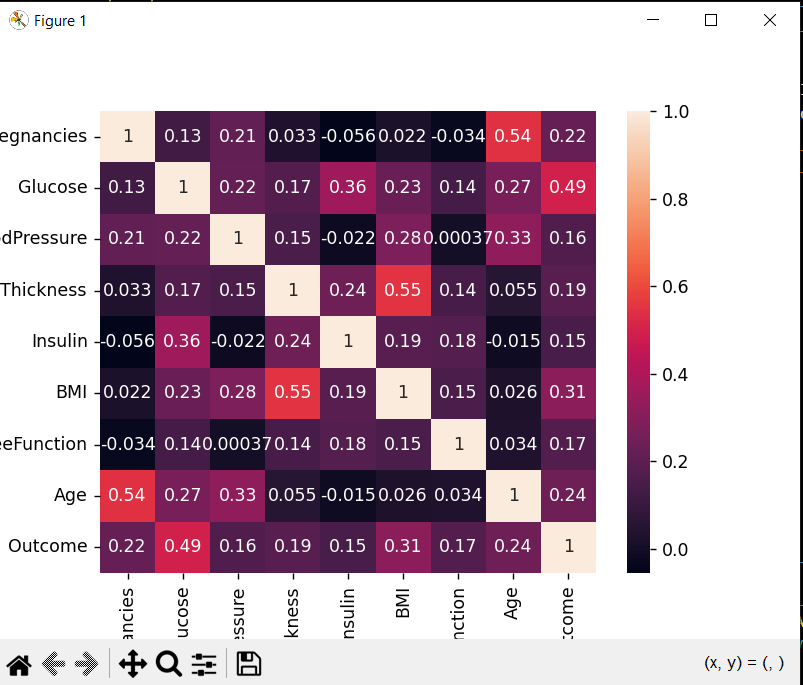 Figure 1
egnancies 1 0.13 0.21 0.033 -0.056 0.022 -0.034 0.54 0.22 1.0
Glucose 0.13 1 0.22 0.17 0.36 0.23 0.14 0.27 0.49 0.8
dPressure 0.21 0.22 1 0.15 -0.022 0.28 0.00037 0.33 0.16
Thickness 0.033 0.17 0.15 1 0.24 0.55 0.14 0.055 0.19 0.6
Insulin -0.056 0.36 -0.022 0.24 1 0.19 0.18 -0.015 0.15
BMI 0.022 0.23 0.28 0.55 0.19 1 0.15 0.026 0.31 0.4
eeFunction -0.034 0.14 0.00037 0.14 0.18 0.15 1 0.034 0.17 0.2
Age 0.54 0.27 0.33 0.055 -0.015 0.026 0.034 1 0.24
Outcome 0.22 0.49 0.16 0.19 0.15 0.31 0.17 0.24 1 0.0
ancies ucose ssure kness nsulin BMI nction Age come
(x, y) = (, )